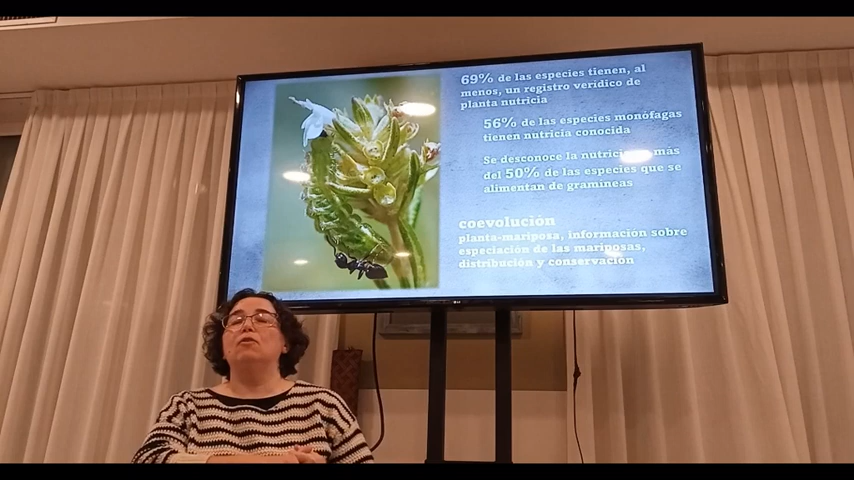 69% de las especies tienen, al
menos, un registro verídico de
planta nutricia
56% de las especies monófagas
tienen nutricia conocida
Se desconoce la más
del 50% de las especies que se
alimentan de gramíneas
coevolución
planta-mariposa, información sobre
especiación de las mariposas,
distribución y conservación
LG